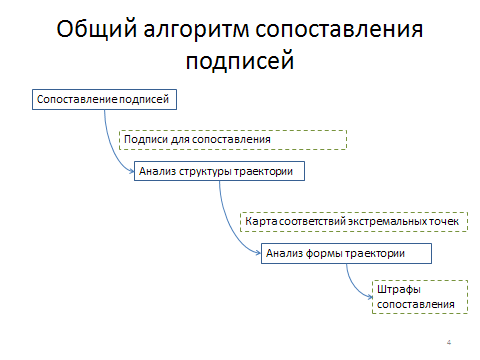 Общий алгоритм сопоставления
подписей
Сопоставление подписей
Подписи для сопоставления
Анализ структуры траектории
Карта соответствий экстремальных точек
Анализ формы траектории
Штрафы
сопоставления
4